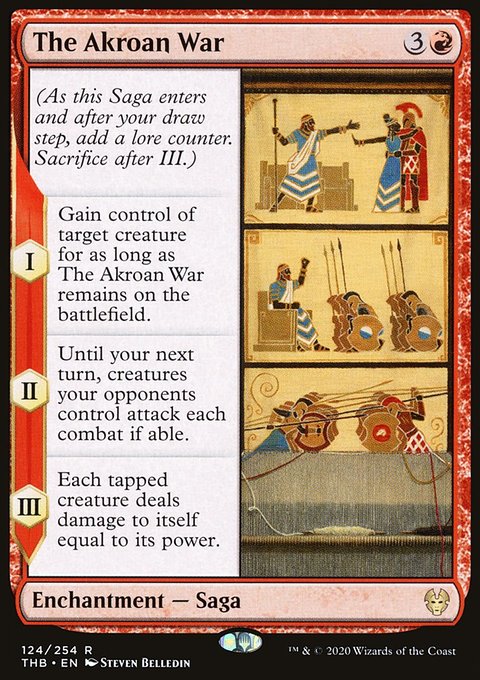 The Akroan War 3
(As this Saga enters
and after your draw
step, add a lore counter.
Sacrifice after III.)
I
Gain control of
target creature
for as long as
The Akroan War
remains on the
battlefield.
II
Until your next
turn, creatures
your opponents
control attack each
combat if able.
III
Each tapped
creature deals
damage to itself
equal to its power.
Enchantment — Saga
124/254 R
THB • EN Steven Belledin
™ & © 2020 Wizards of the Coast